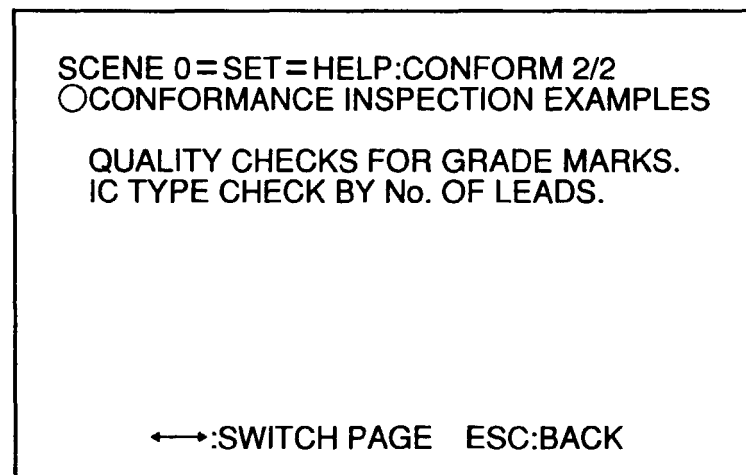 SCENE 0=SET=HELP:CONFORM 2/2
○CONFORMANCE INSPECTION EXAMPLES
QUALITY CHECKS FOR GRADE MARKS.
IC TYPE CHECK BY No. OF LEADS.
←→:SWITCH PAGE ESC:BACK